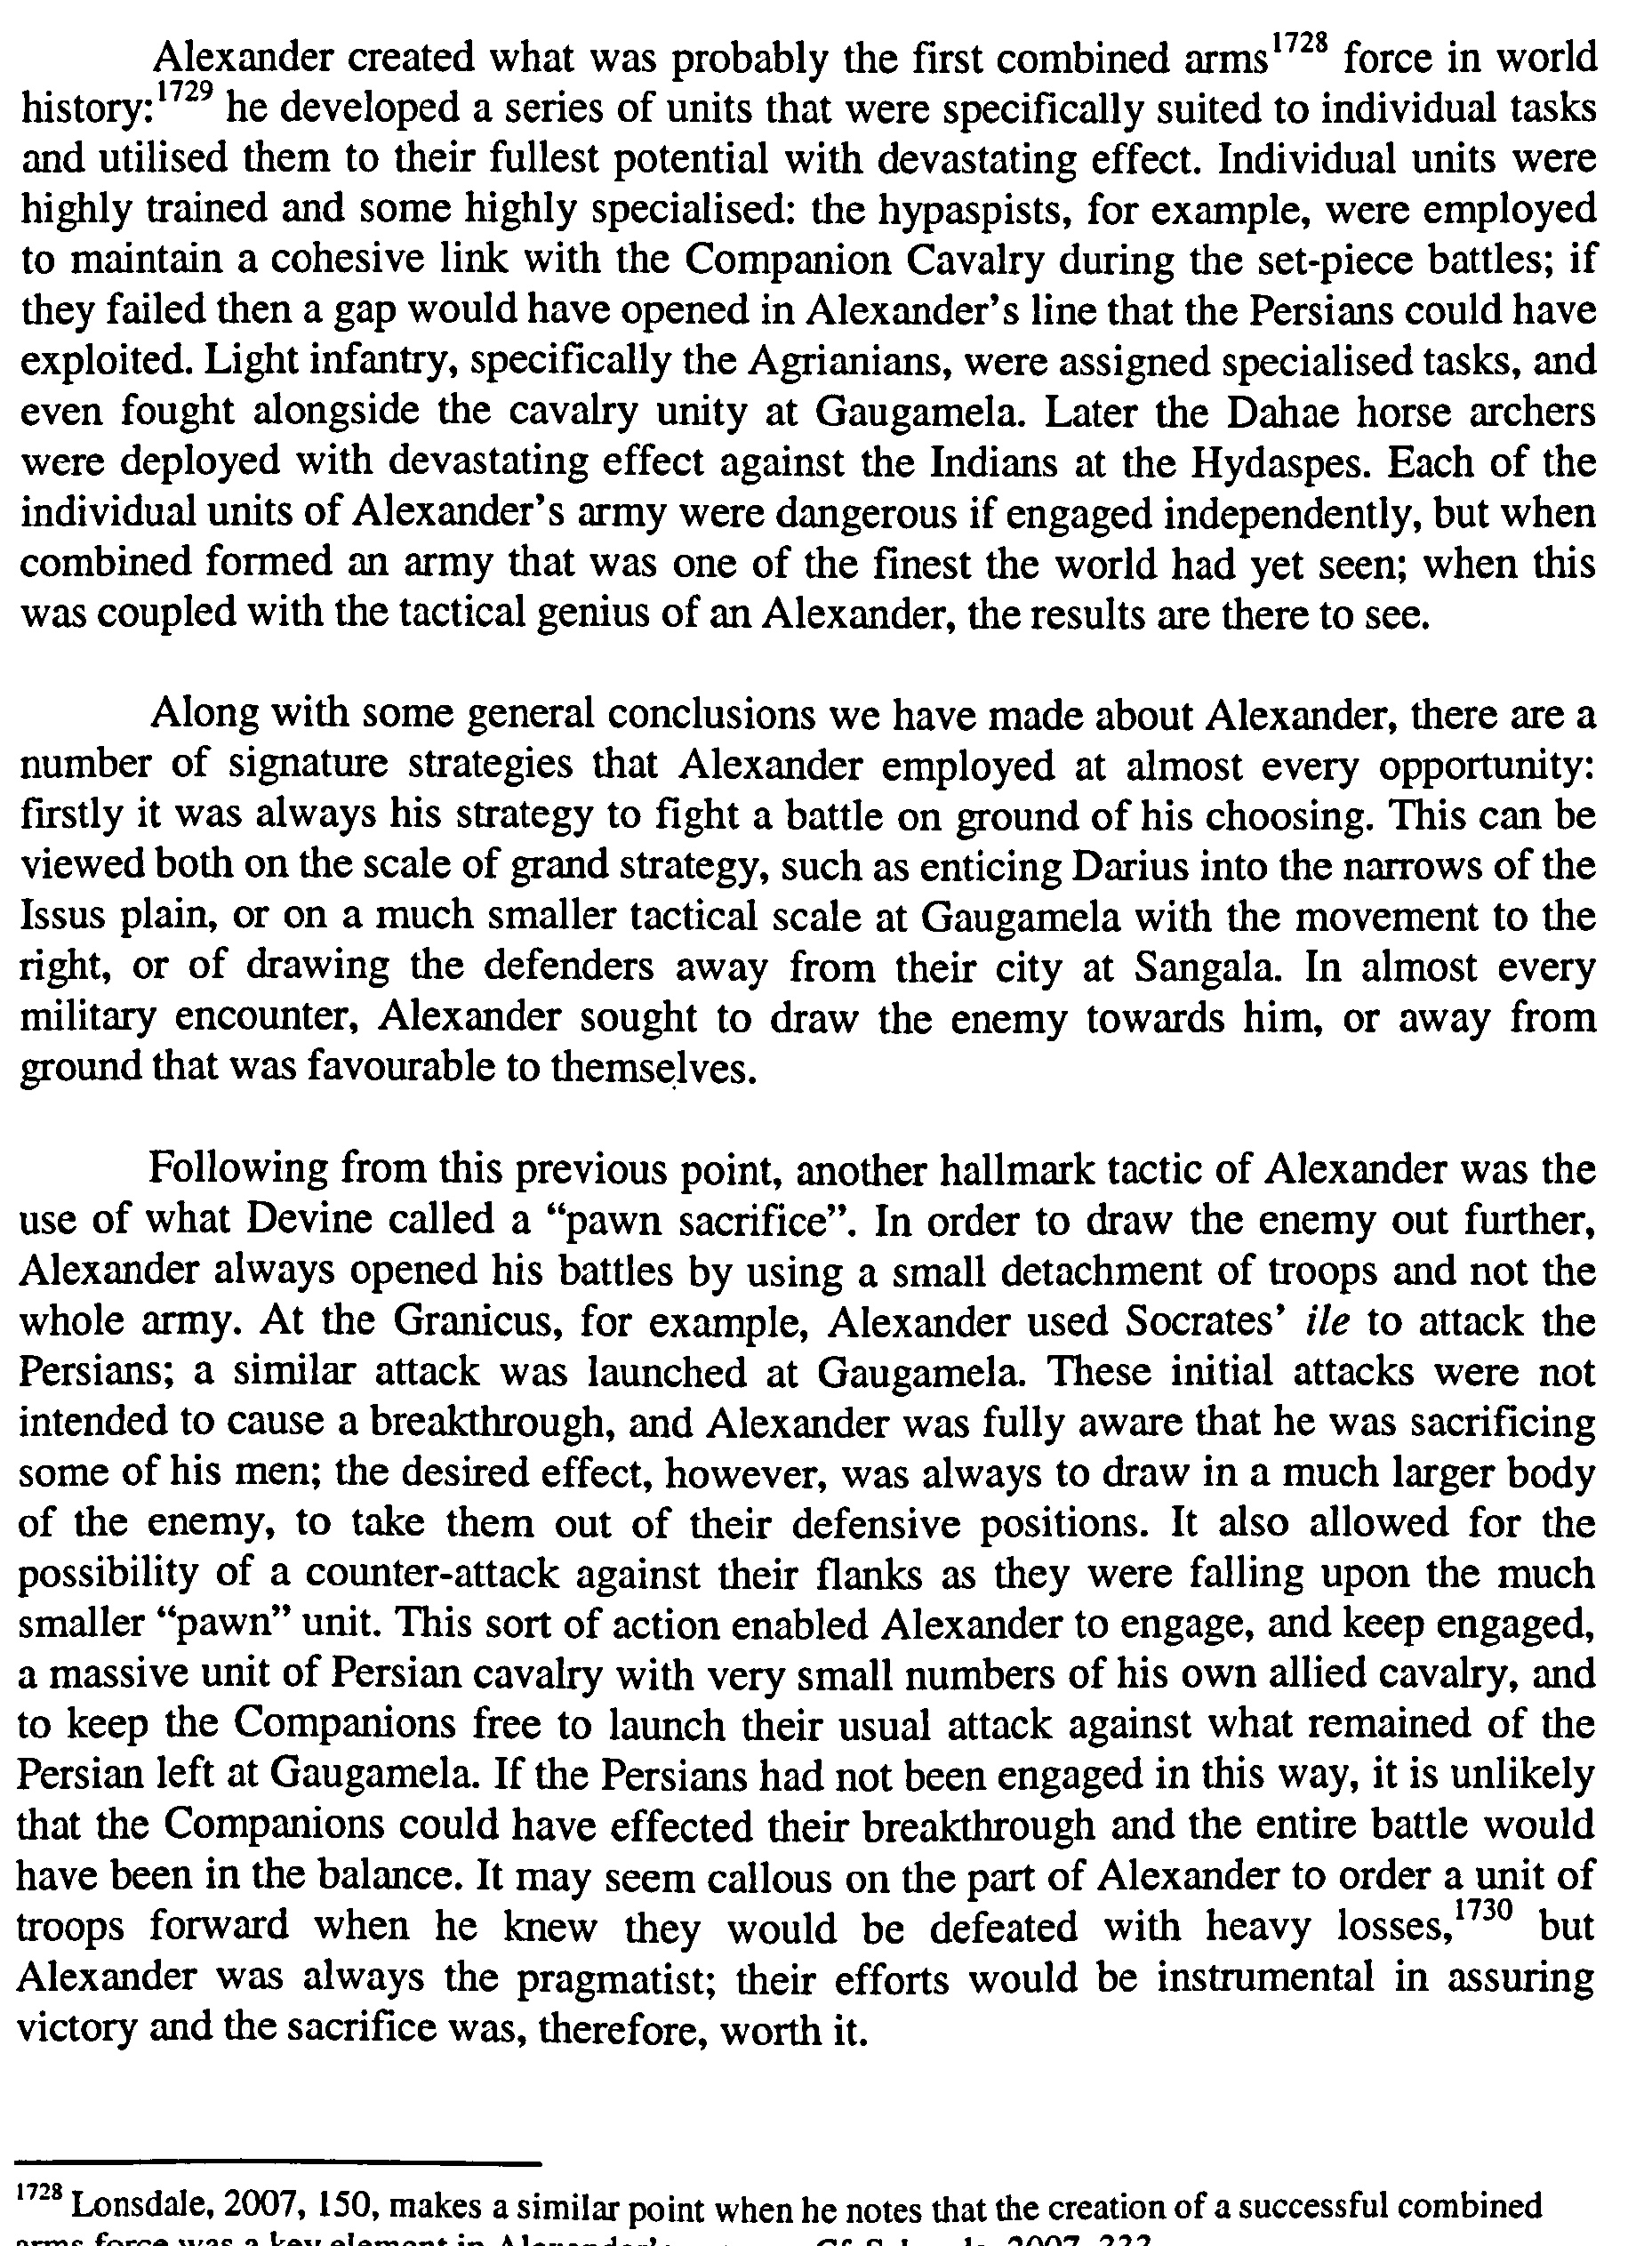 Alexander created what was probably the first combined arms1728 force in world
history:1729 he developed a series of units that were specifically suited to individual tasks
and utilised them to their fullest potential with devastating effect. Individual units were
highly trained and some highly specialised: the hypaspists, for example, were employed
to maintain a cohesive link with the Companion Cavalry during the set-piece battles; if
they failed then a gap would have opened in Alexander's line that the Persians could have
exploited. Light infantry, specifically the Agrianians, were assigned specialised tasks, and
even fought alongside the cavalry unity at Gaugamela. Later the Dahae horse archers
were deployed with devastating effect against the Indians at the Hydaspes. Each of the
individual units of Alexander's army were dangerous if engaged independently, but when
combined formed an army that was one of the finest the world had yet seen; when this
was coupled with the tactical genius of an Alexander, the results are there to see.
Along with some general conclusions we have made about Alexander, there are a
number of signature strategies that Alexander employed at almost every opportunity:
firstly it was always his strategy to fight a battle on ground of his choosing. This can be
viewed both on the scale of grand strategy, such as enticing Darius into the narrows of the
Issus plain, or on a much smaller tactical scale at Gaugamela with the movement to the
right, or of drawing the defenders away from their city at Sangala. In almost every
military encounter, Alexander sought to draw the enemy towards him, or away from
ground that was favourable to themselves.
Following from this previous point, another hallmark tactic of Alexander was the
use of what Devine called a “pawn sacrifice”. In order to draw the enemy out further,
Alexander always opened his battles by using a small detachment of troops and not the
whole army. At the Granicus, for example, Alexander used Socrates' ile to attack the
Persians; a similar attack was launched at Gaugamela. These initial attacks were not
intended to cause a breakthrough, and Alexander was fully aware that he was sacrificing
some of his men; the desired effect, however, was always to draw in a much larger body
of the enemy, to take them out of their defensive positions. It also allowed for the
possibility of a counter-attack against their flanks as they were falling upon the much
smaller “pawn” unit. This sort of action enabled Alexander to engage, and keep engaged,
a massive unit of Persian cavalry with very small numbers of his own allied cavalry, and
to keep the Companions free to launch their usual attack against what remained of the
Persian left at Gaugamela. If the Persians had not been engaged in this way, it is unlikely
that the Companions could have effected their breakthrough and the entire battle would
have been in the balance. It may seem callous on the part of Alexander to order a unit of
troops forward when he knew they would be defeated with heavy losses,1730 but
Alexander was always the pragmatist; their efforts would be instrumental in assuring
victory and the sacrifice was, therefore, worth it.
1728 Lonsdale, 2007, 150, makes a similar point when he notes that the creation of a successful combined
arms force was a key element in Alexander's